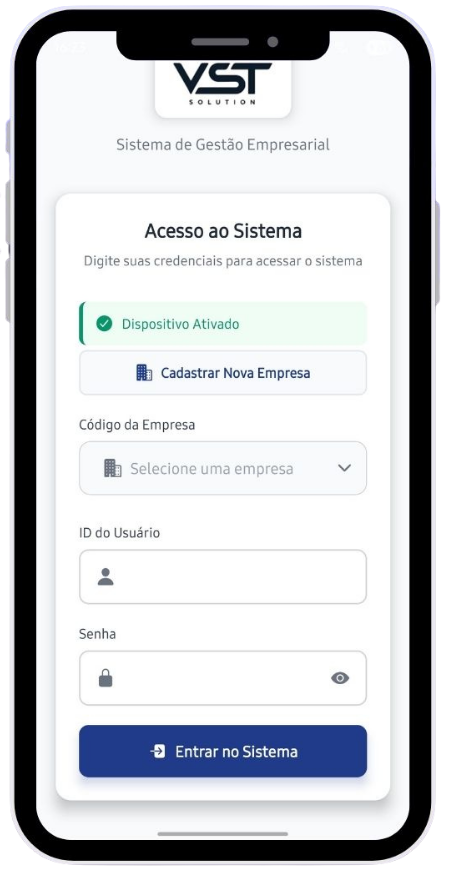 VST
SOLUTION
Sistema de Gestão Empresarial
Acesso ao Sistema
Digite suas credenciais para acessar o sistema
Dispositivo Ativado
Cadastrar Nova Empresa
Código da Empresa
Selecione uma empresa
ID do Usuário
Senha
Entrar no Sistema